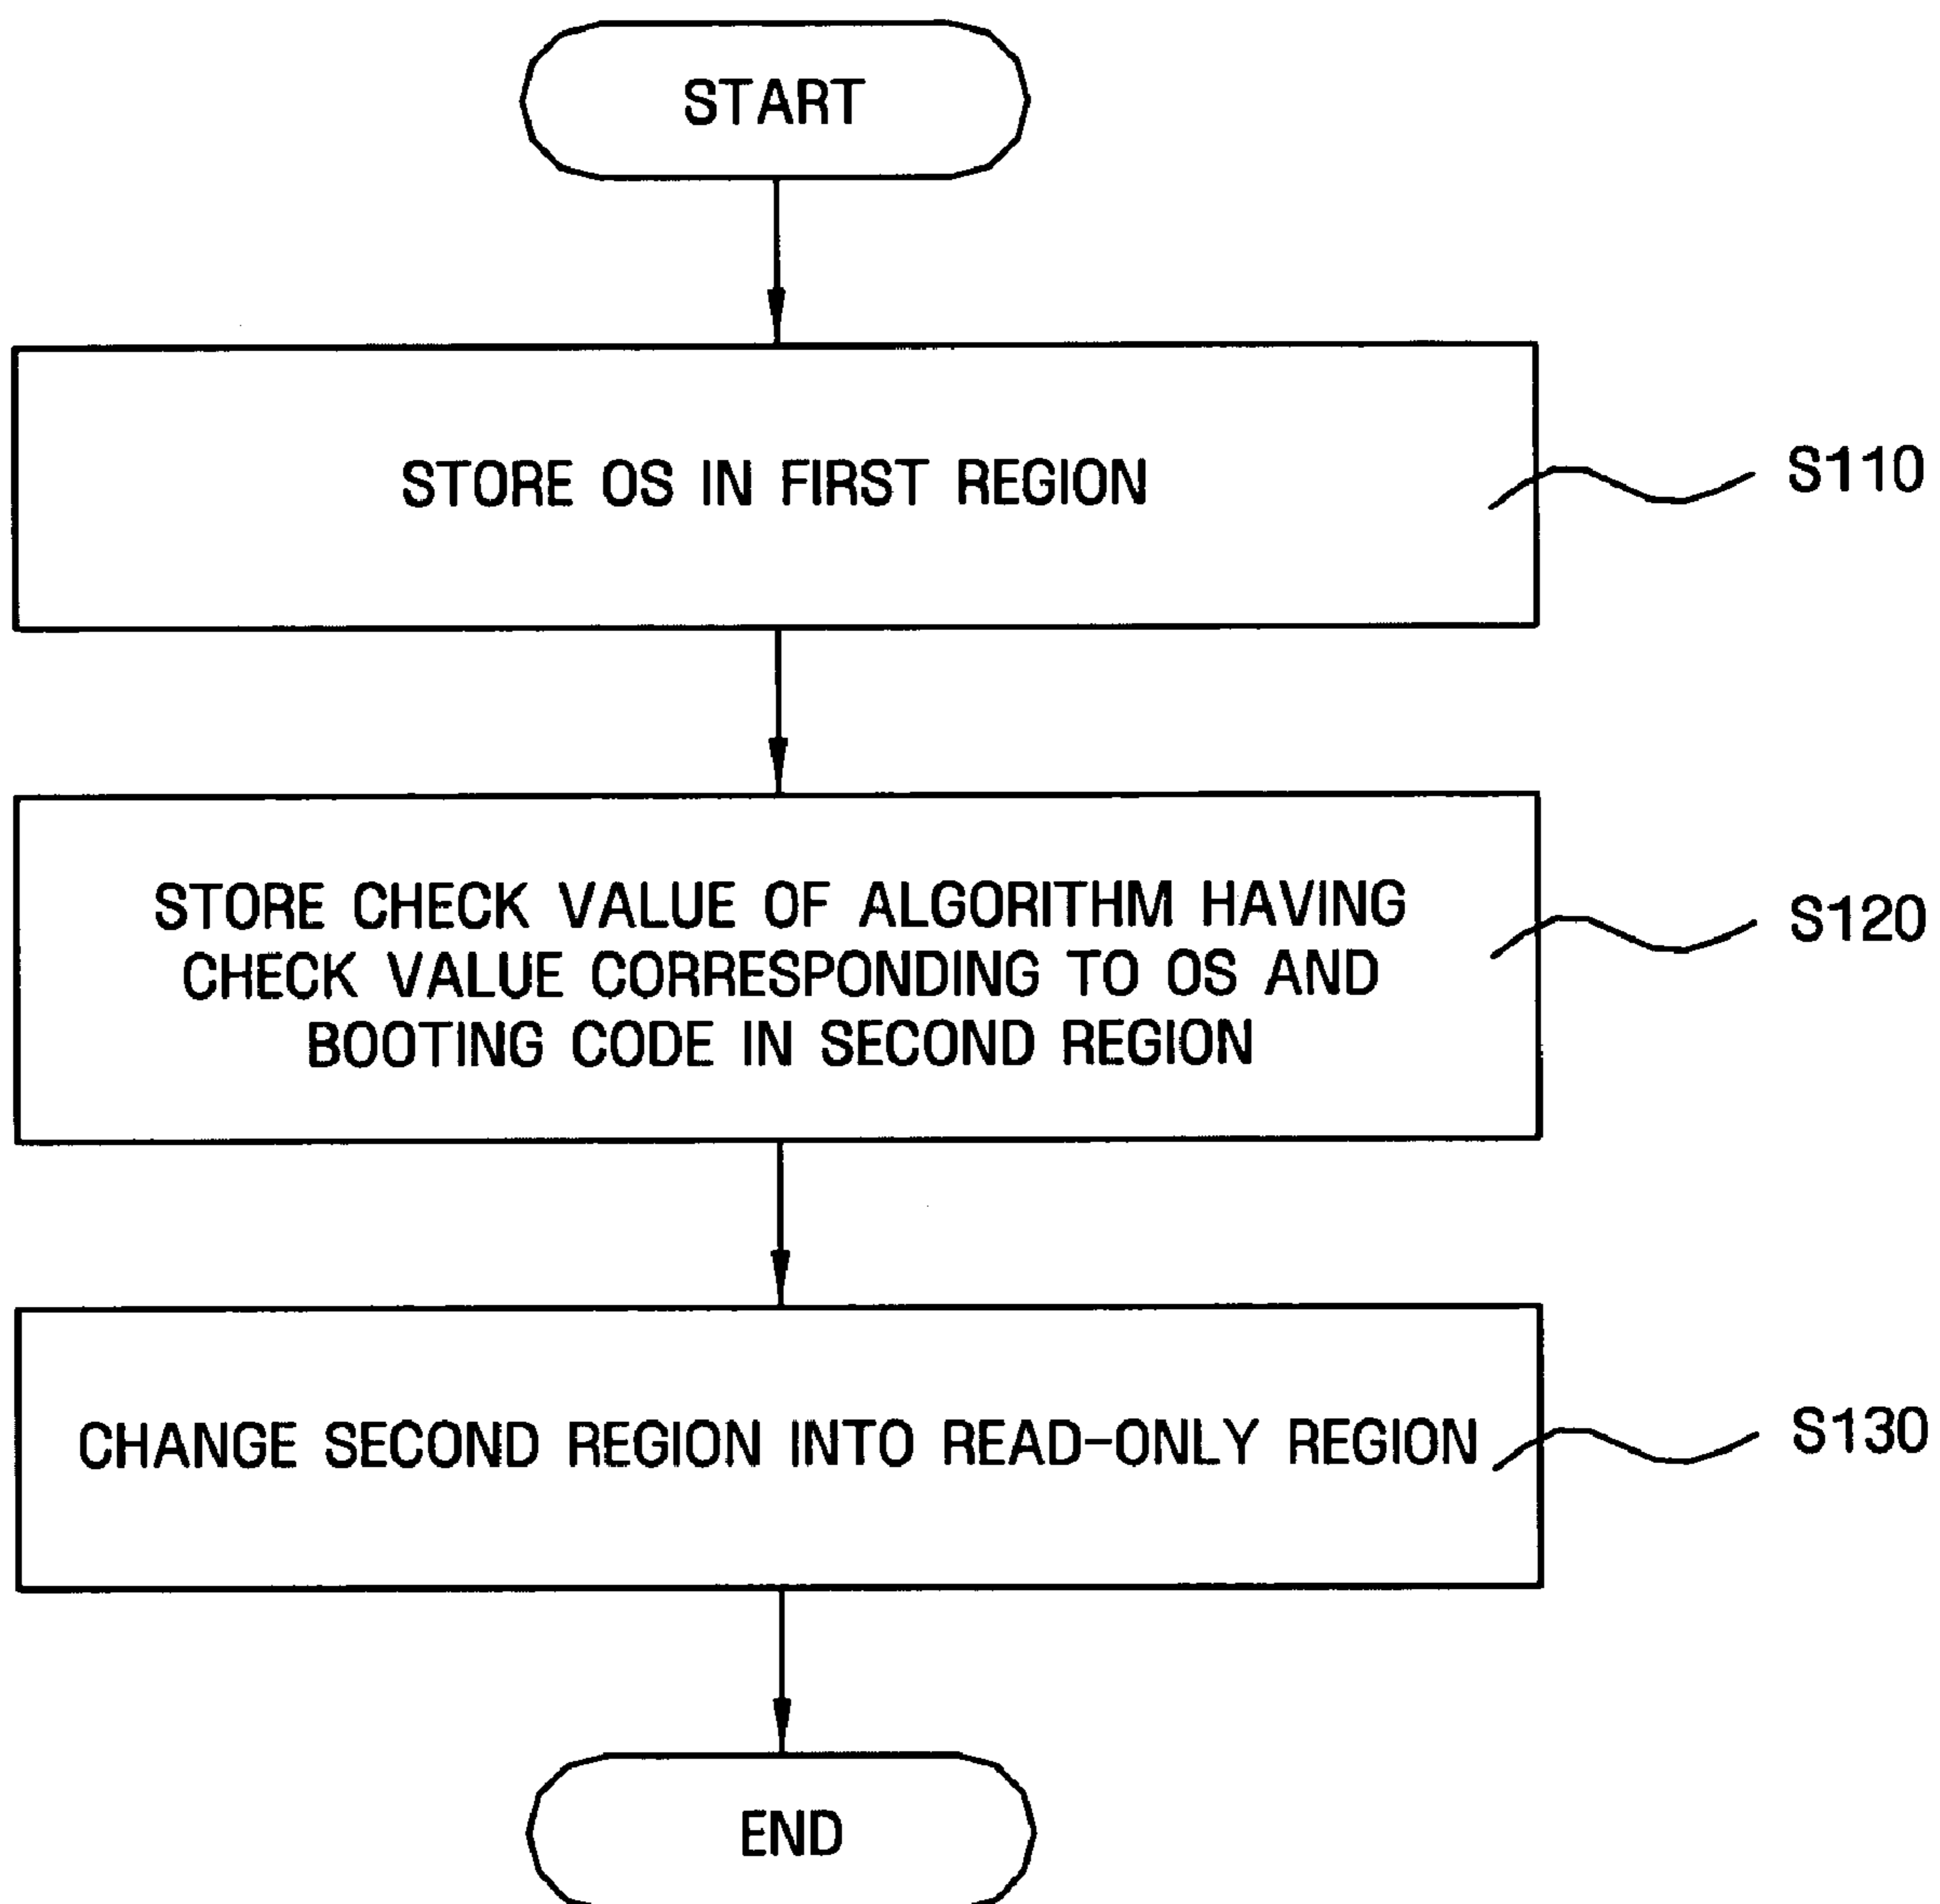 START
STORE OS IN FIRST REGION
S110
STORE CHECK VALUE OF ALGORITHM HAVING
CHECK VALUE CORRESPONDING TO OS AND
BOOTING CODE IN SECOND REGION
S120
CHANGE SECOND REGION INTO READ-ONLY REGION
S130
END